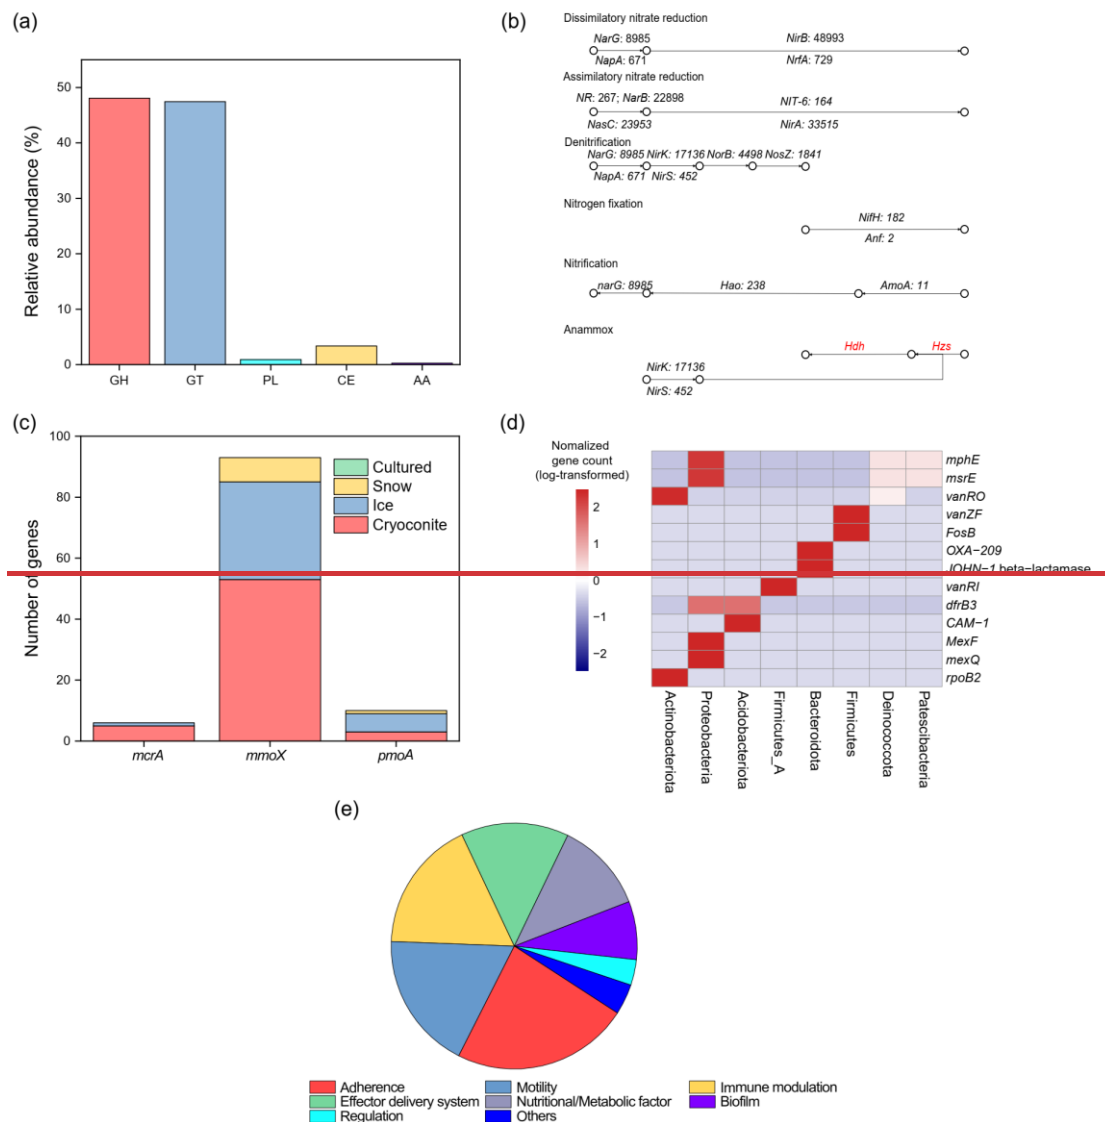 (a)
Relative abundance (%)
50
40
30
20
10
0
GH GT PL CE AA
(b)
Dissimilatory nitrate reduction
NarG: 8985 NirB: 48993
NapA: 671 NrfA: 729
Assimilatory nitrate reduction
NR: 267; NarB: 22898 NIT-6: 164
NasC: 23953 NirA: 33515
Denitrification
NarG: 8985 NirK: 17136 NorB: 4498 NosZ: 1841
NapA: 671 NirS: 452
Nitrogen fixation
NifH: 182
Anf: 2
Nitrification
narG: 8985 Hao: 238 AmoA: 11
Anammox
Hdh Hzs
NirK: 17136
NirS: 452
(c)
Number of genes
100
80
60
40
20
0
Cultured
Snow
Ice
Cryoconite
mcrA mmoX pmoA
(d)
Nomalized
gene count
(log-transformed)
2
1
0
−1
−2
mphE
msrE
vanRO
vanZF
FosB
OXA−209
JOHN−1 beta-lactamase
vanRI
dfrB3
CAM−1
MexF
mexQ
rpoB2
Actinobacteriota
Proteobacteria
Acidobacteriota
Firmicutes_A
Bacteroidota
Firmicutes
Deinococcota
Patescibacteria
(e)
Adherence Motility Immune modulation
Effector delivery system Nutritional/Metabolic factor Biofilm
Regulation Others